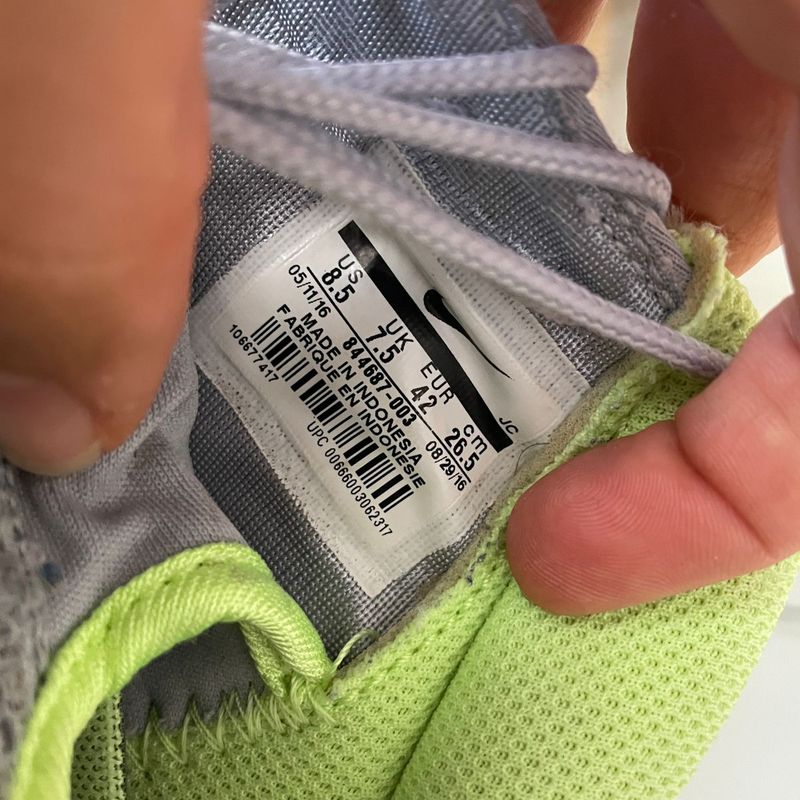 US UK EUR cm
8.5 7.5 42 26.5
05/11/16 844687-003 08/29/16
MADE IN INDONESIA
FABRIQUE EN INDONESIE
106677417
UPC 00666003062317
JC